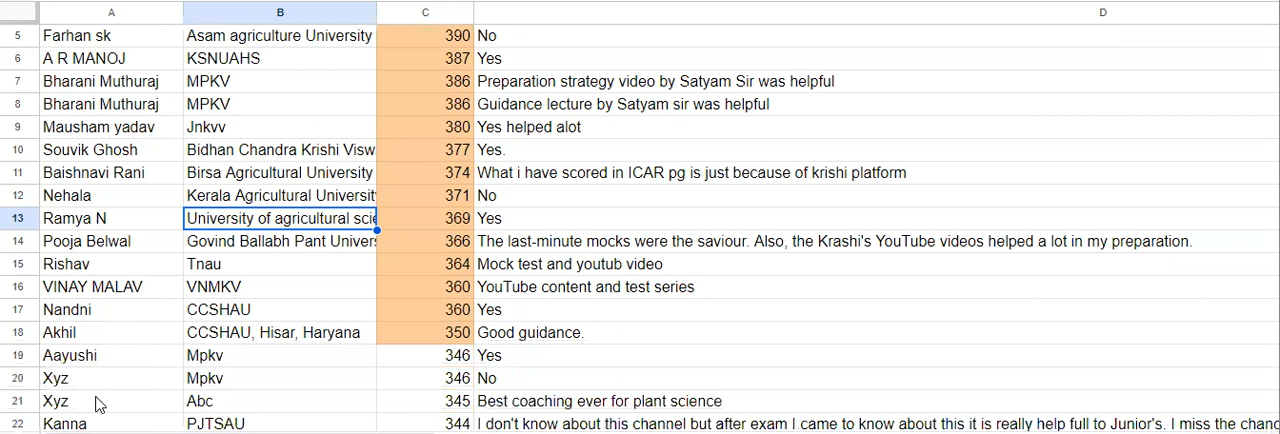 A B C D
5 Farhan sk Asam agriculture University 390 No
6 A R MANOJ KSNUAHS 387 Yes
7 Bharani Muthuraj MPKV 386 Preparation strategy video by Satyam Sir was helpful
8 Bharani Muthuraj MPKV 386 Guidance lecture by Satyam sir was helpful
9 Mausham yadav Jnkvv 380 Yes helped alot
10 Souvik Ghosh Bidhan Chandra Krishi Visw 377 Yes.
11 Baishnavi Rani Birsa Agricultural University 374 What i have scored in ICAR pg is just because of krishi platform
12 Nehala Kerala Agricultural Universit 371 No
13 Ramya N University of agricultural scie 369 Yes
14 Pooja Belwal Govind Ballabh Pant Univers 366 The last-minute mocks were the saviour. Also, the Krashi's YouTube videos helped a lot in my preparation.
15 Rishav Tnau 364 Mock test and youtub video
16 VINAY MALAV VNMKV 360 YouTube content and test series
17 Nandni CCSHAU 360 Yes
18 Akhil CCSHAU, Hisar, Haryana 350 Good guidance.
19 Aayushi Mpkv 346 Yes
20 Xyz Mpkv 346 No
21 Xyz Abc 345 Best coaching ever for plant science
22 Kanna PJTSAU 344 I don't know about this channel but after exam I came to know about this it is really help full to Junior's. I miss the chanc